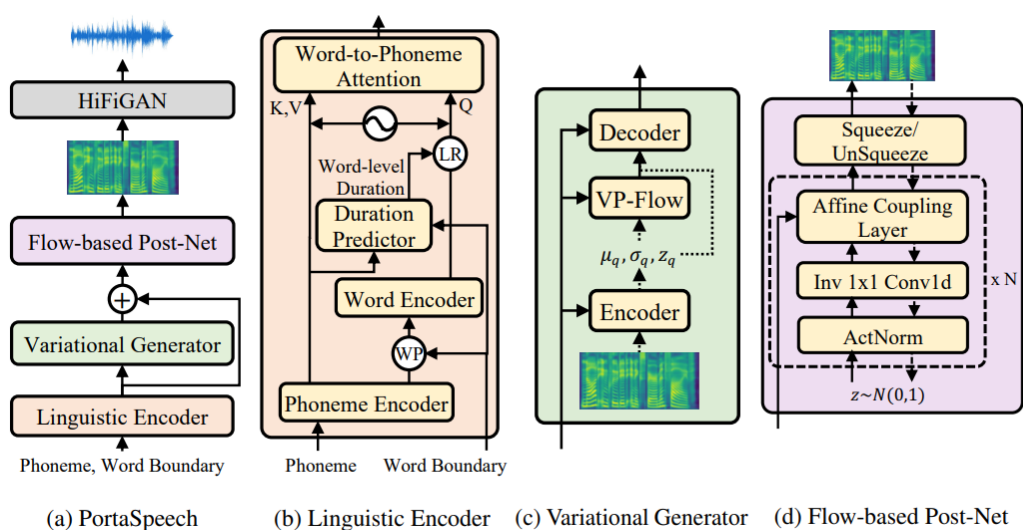 HiFiGAN
Flow-based Post-Net
+
Variational Generator
Linguistic Encoder
Phoneme, Word Boundary
(a) PortaSpeech
Word-to-Phoneme
Attention
K,V
Q
LR
Word-level
Duration
Duration
Predictor
Word Encoder
WP
Phoneme Encoder
Phoneme
Word Boundary
(b) Linguistic Encoder
Decoder
VP-Flow
μq, σq, zq
Encoder
(c) Variational Generator
Squeeze/
UnSqueeze
Affine Coupling
Layer
Inv 1x1 Conv1d
x N
ActNorm
z~N(0,1)
(d) Flow-based Post-Net